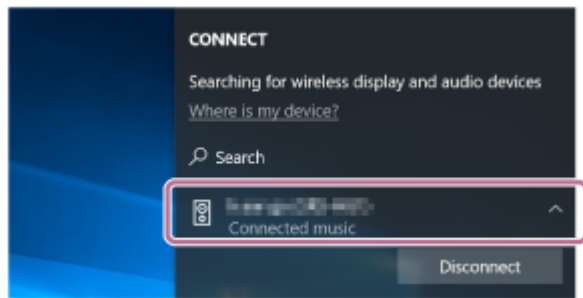 CONNECT
Searching for wireless display and audio devices
Where is my device?
Search
Connected music
Disconnect